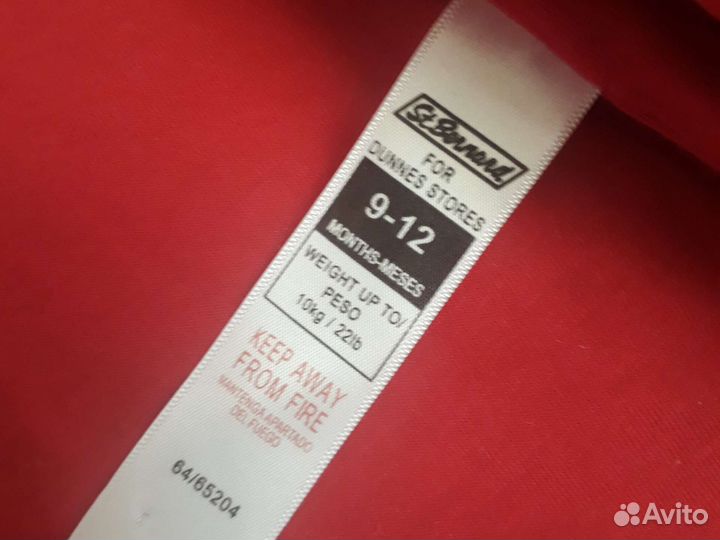 St.Bernard
FOR
DUNNES STORES
9-12
MONTHS-MESES
WEIGHT UP TO/
PESO
10kg / 22lb
KEEP AWAY
FROM FIRE
MANTENGA APARTADO
DEL FUEGO
64/65204
Avito